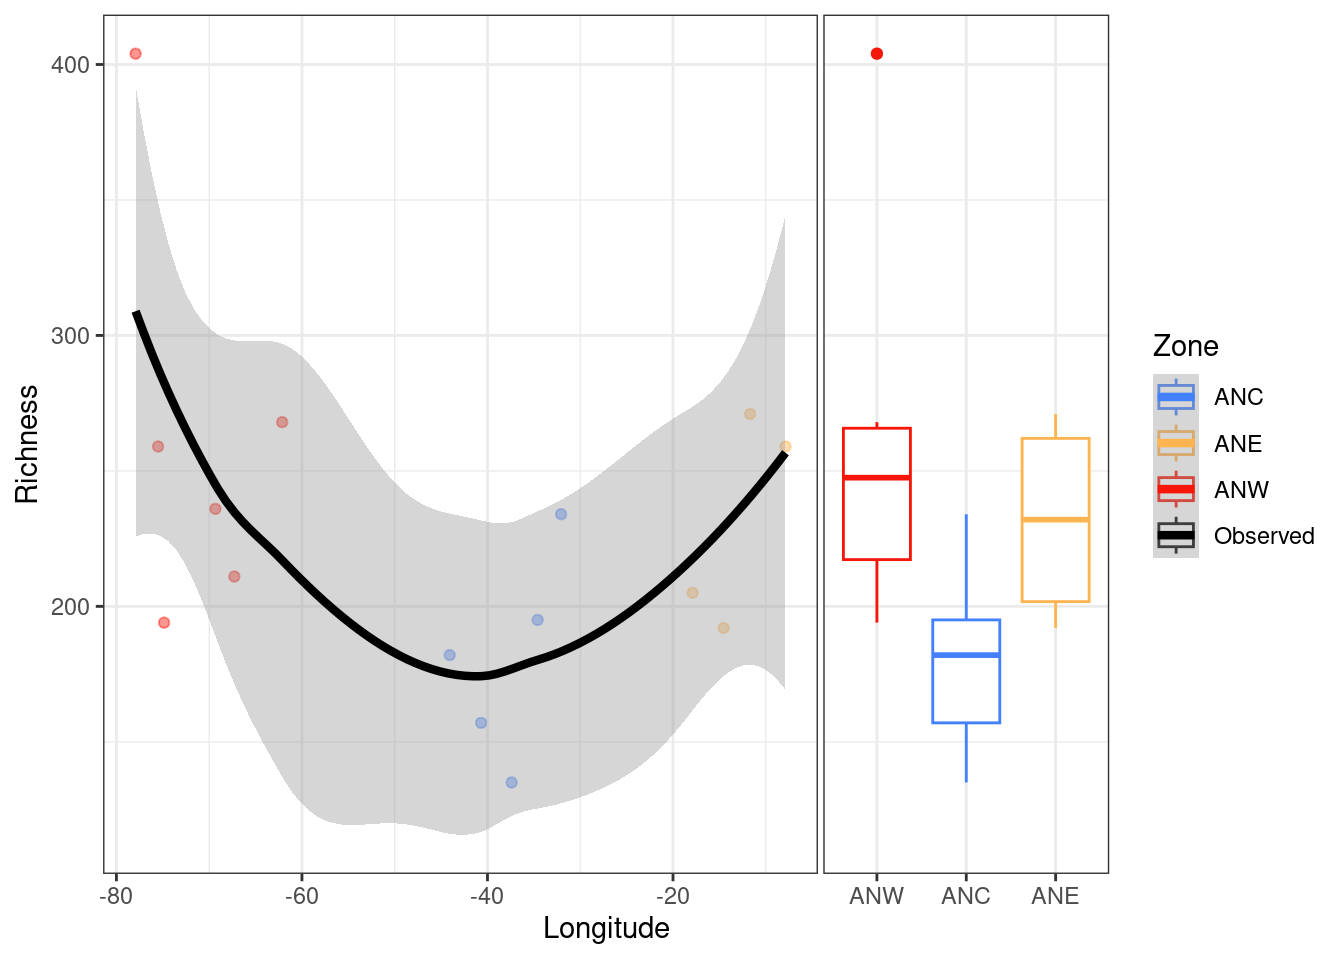 Richness
400
300
200
-80
-60
-40
-20
Longitude
ANW
ANC
ANE
Zone
ANC
ANE
ANW
Observed